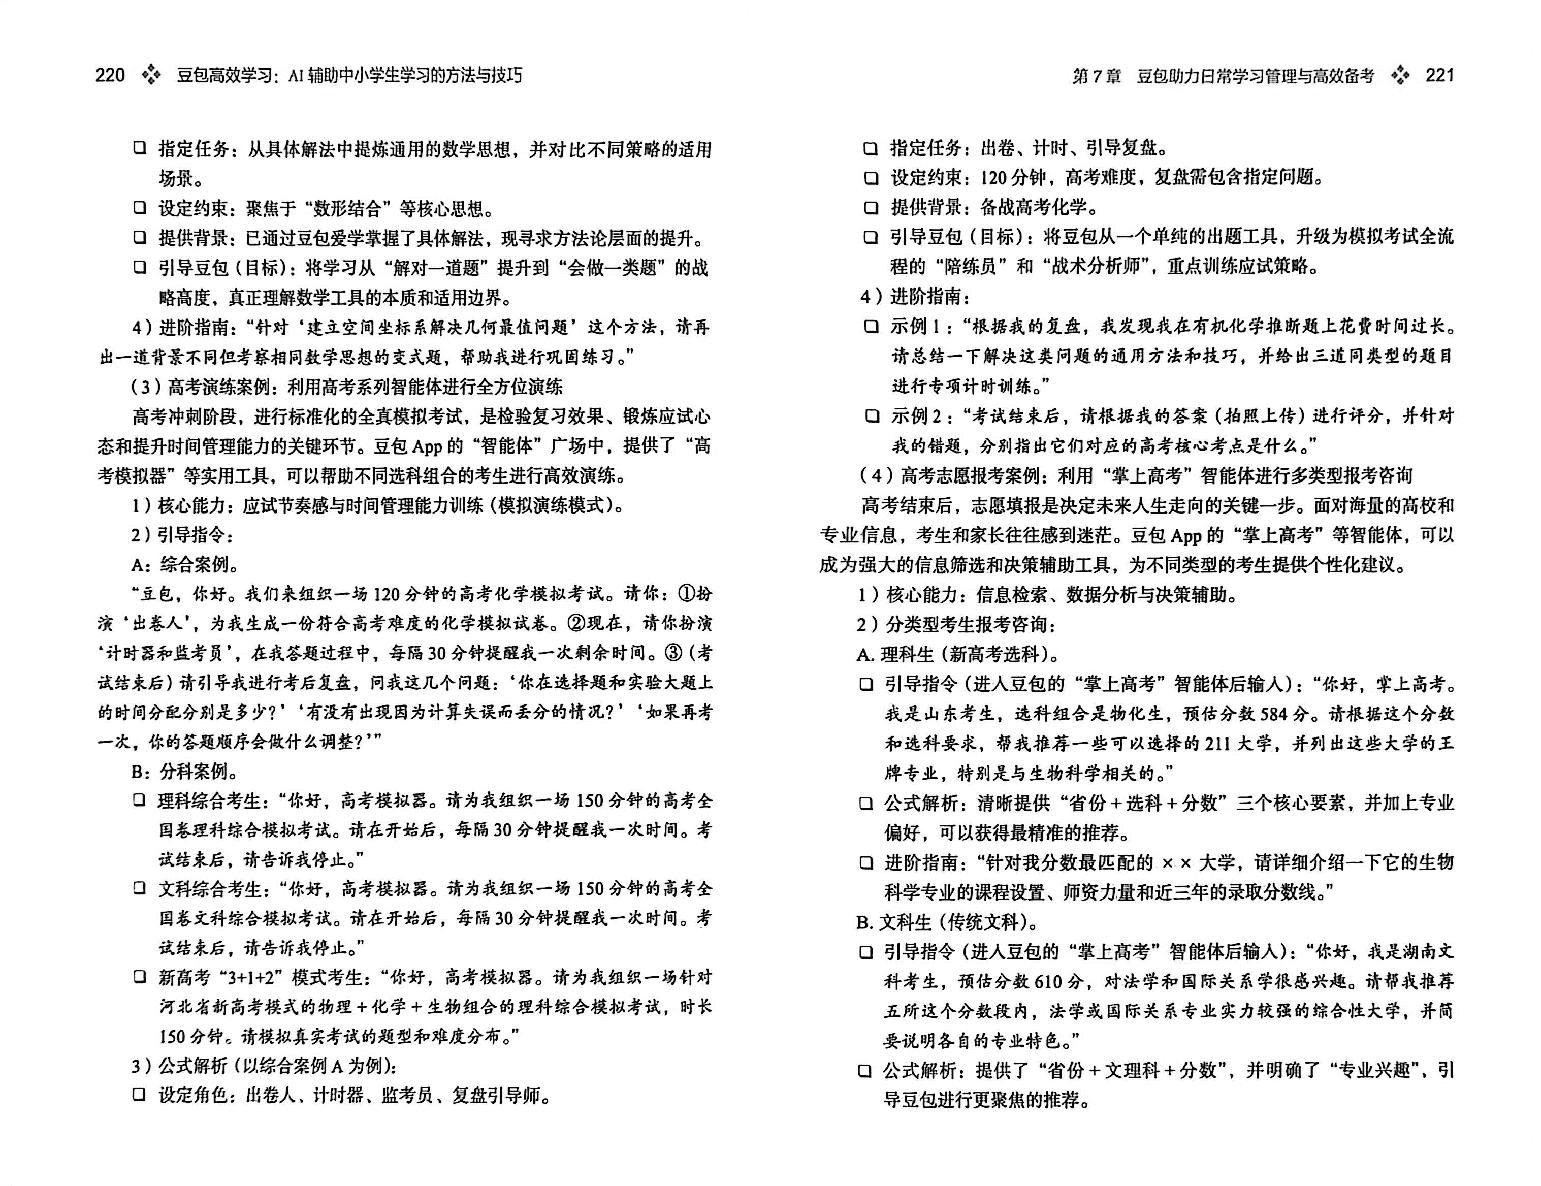 220 豆包高效学习：AI 辅助中小学生学习的方法与技巧
□ 指定任务：从具体解法中提炼通用的数学思想，并对比不同策略的适用
场景。
□ 设定约束：聚焦于“数形结合”等核心思想。
□ 提供背景：已通过豆包爱学掌握了具体解法，现寻求方法论层面的提升。
□ 引导豆包（目标）：将学习从“解对一道题”提升到“会做一类题”的战
略高度，真正理解数学工具的本质和适用边界。
4）进阶指南：“针对‘建立空间坐标系解决几何最值问题’这个方法，请再
出一道背景不同但考察相同数学思想的变式题，帮助我进行巩固练习。”
（3）高考演练案例：利用高考系列智能体进行全方位演练
高考冲刺阶段，进行标准化的全真模拟考试，是检验复习效果、锻炼应试心
态和提升时间管理能力的关键环节。豆包 App 的“智能体”广场中，提供了“高
考模拟器”等实用工具，可以帮助不同选科组合的考生进行高效演练。
1）核心能力：应试节奏感与时间管理能力训练（模拟演练模式）。
2）引导指令：
A：综合案例。
“豆包，你好。我们来组织一场 120 分钟的高考化学模拟考试。请你：①扮
演‘出卷人’，为我生成一份符合高考难度的化学模拟试卷。②现在，请你扮演
‘计时器和监考员’，在我答题过程中，每隔 30 分钟提醒我一次剩余时间。③（考
试结束后）请引导我进行考后复盘，问我这几个问题：‘你在选择题和实验大题上
的时间分配分别是多少？’‘有没有出现因为计算失误而丢分的情况？’‘如果再考
一次，你的答题顺序会做什么调整？’”
B：分科案例。
□ 理科综合考生：“你好，高考模拟器。请为我组织一场 150 分钟的高考全
国卷理科综合模拟考试。请在开始后，每隔 30 分钟提醒我一次时间。考
试结束后，请告诉我停止。”
□ 文科综合考生：“你好，高考模拟器。请为我组织一场 150 分钟的高考全
国卷文科综合模拟考试。请在开始后，每隔 30 分钟提醒我一次时间。考
试结束后，请告诉我停止。”
□ 新高考“3+1+2”模式考生：“你好，高考模拟器。请为我组织一场针对
河北省新高考模式的物理＋化学＋生物组合的理科综合模拟考试，时长
150 分钟。请模拟真实考试的题型和难度分布。”
3）公式解析（以综合案例 A 为例）：
□ 设定角色：出卷人、计时器、监考员、复盘引导师。
第 7 章 豆包助力日常学习管理与高效备考 221
□ 指定任务：出卷、计时、引导复盘。
□ 设定约束：120 分钟，高考难度，复盘需包含指定问题。
□ 提供背景：备战高考化学。
□ 引导豆包（目标）：将豆包从一个单纯的出题工具，升级为模拟考试全流
程的“陪练员”和“战术分析师”，重点训练应试策略。
4）进阶指南：
□ 示例 1：“根据我的复盘，我发现我在有机化学推断题上花费时间过长。
请总结一下解决这类问题的通用方法和技巧，并给出三道同类型的题目
进行专项计时训练。”
□ 示例 2：“考试结束后，请根据我的答案（拍照上传）进行评分，并针对
我的错题，分别指出它们对应的高考核心考点是什么。”
（4）高考志愿报考案例：利用“掌上高考”智能体进行多类型报考咨询
高考结束后，志愿填报是决定未来人生走向的关键一步。面对海量的高校和
专业信息，考生和家长往往感到迷茫。豆包 App 的“掌上高考”等智能体，可以
成为强大的信息筛选和决策辅助工具，为不同类型的考生提供个性化建议。
1）核心能力：信息检索、数据分析与决策辅助。
2）分类型考生报考咨询：
A. 理科生（新高考选科）。
□ 引导指令（进入豆包的“掌上高考”智能体后输入）：“你好，掌上高考。
我是山东考生，选科组合是物化生，预估分数 584 分。请根据这个分数
和选科要求，帮我推荐一些可以选择的 211 大学，并列出这些大学的王
牌专业，特别是与生物科学相关的。”
□ 公式解析：清晰提供“省份＋选科＋分数”三个核心要素，并加上专业
偏好，可以获得最精准的推荐。
□ 进阶指南：“针对我分数最匹配的 × × 大学，请详细介绍一下它的生物
科学专业的课程设置、师资力量和近三年的录取分数线。”
B. 文科生（传统文科）。
□ 引导指令（进入豆包的“掌上高考”智能体后输入）：“你好，我是湖南文
科考生，预估分数 610 分，对法学和国际关系学很感兴趣。请帮我推荐
五所这个分数段内，法学或国际关系专业实力较强的综合性大学，并简
要说明各自的专业特色。”
□ 公式解析：提供了“省份＋文理科＋分数”，并明确了“专业兴趣”，引
导豆包进行更聚焦的推荐。